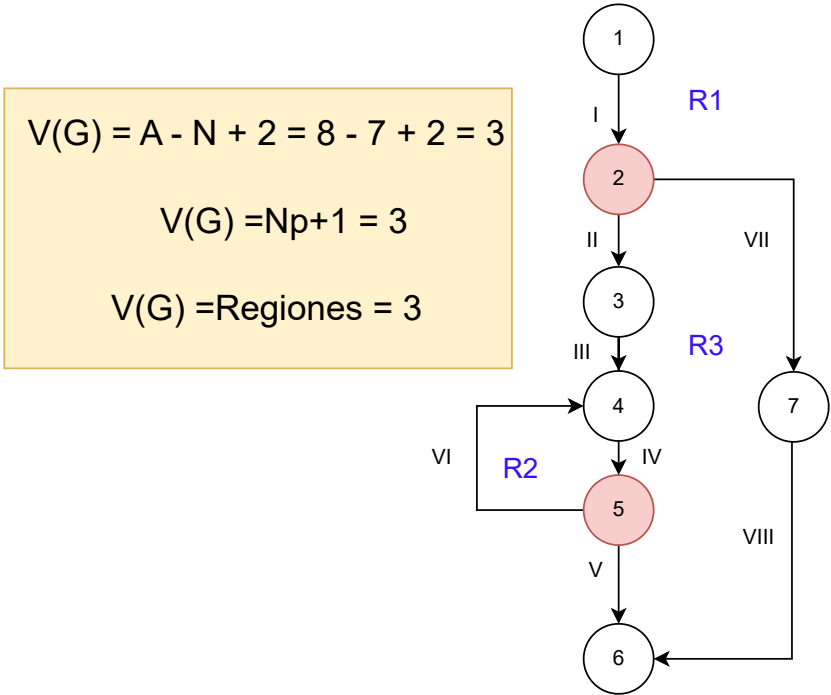 V(G) = A - N + 2 = 8 - 7 + 2 = 3
V(G) =Np+1 = 3
V(G) =Regiones = 3
1
I
R1
2
II
VII
3
III
R3
4
7
VI
R2
IV
5
V
VIII
6